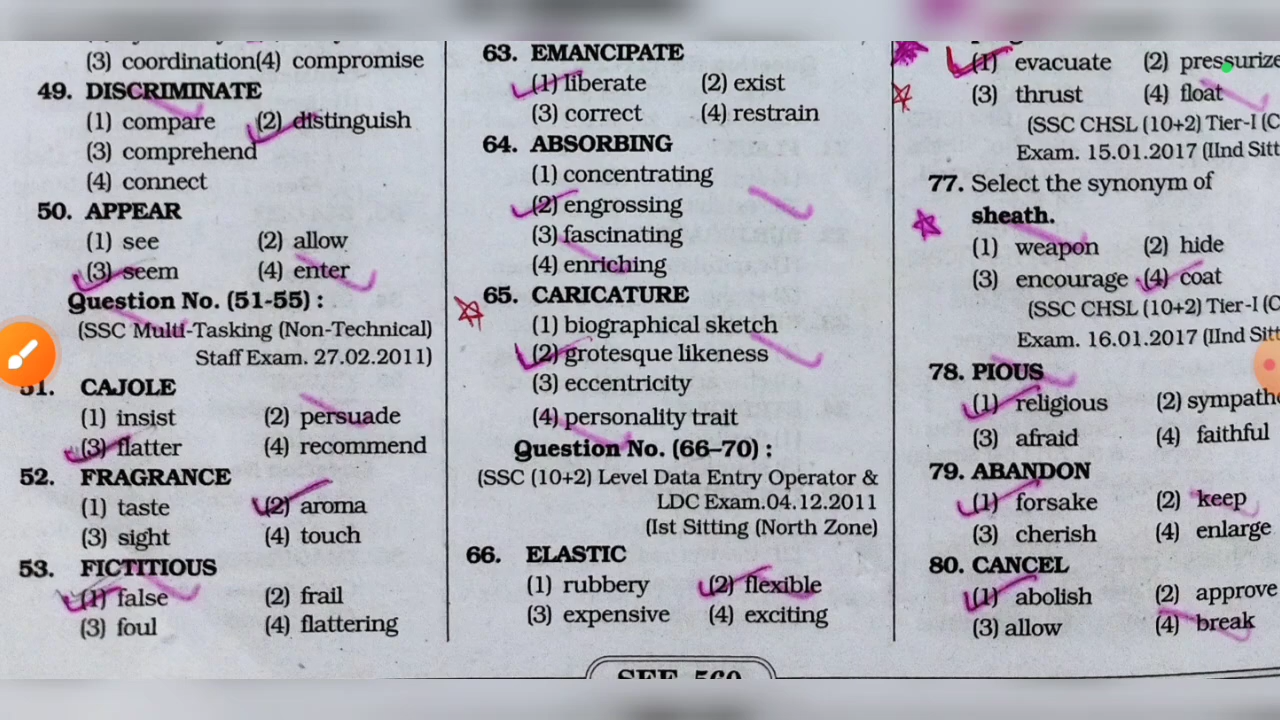 (3) coordination(4) compromise
49. DISCRIMINATE
(1) compare (2) distinguish
(3) comprehend
(4) connect
50. APPEAR
(1) see (2) allow
(3) seem (4) enter
Question No. (51-55) :
(SSC Multi-Tasking (Non-Technical)
Staff Exam. 27.02.2011)
51. CAJOLE
(1) insist (2) persuade
(3) flatter (4) recommend
52. FRAGRANCE
(1) taste (2) aroma
(3) sight (4) touch
53. FICTITIOUS
(1) false (2) frail
(3) foul (4) flattering
63. EMANCIPATE
(1) liberate (2) exist
(3) correct (4) restrain
64. ABSORBING
(1) concentrating
(2) engrossing
(3) fascinating
(4) enriching
65. CARICATURE
(1) biographical sketch
(2) grotesque likeness
(3) eccentricity
(4) personality trait
Question No. (66–70) :
(SSC (10+2) Level Data Entry Operator &
LDC Exam.04.12.2011
(Ist Sitting (North Zone)
66. ELASTIC
(1) rubbery (2) flexible
(3) expensive (4) exciting
(1) evacuate (2) pressurize
(3) thrust (4) float
(SSC CHSL (10+2) Tier-I (C
Exam. 15.01.2017 (IInd Sitt
77. Select the synonym of
sheath.
(1) weapon (2) hide
(3) encourage (4) coat
(SSC CHSL (10+2) Tier-I (C
Exam. 16.01.2017 (IInd Sitt
78. PIOUS
(1) religious (2) sympath
(3) afraid (4) faithful
79. ABANDON
(1) forsake (2) keep
(3) cherish (4) enlarge
80. CANCEL
(1) abolish (2) approve
(3) allow (4) break